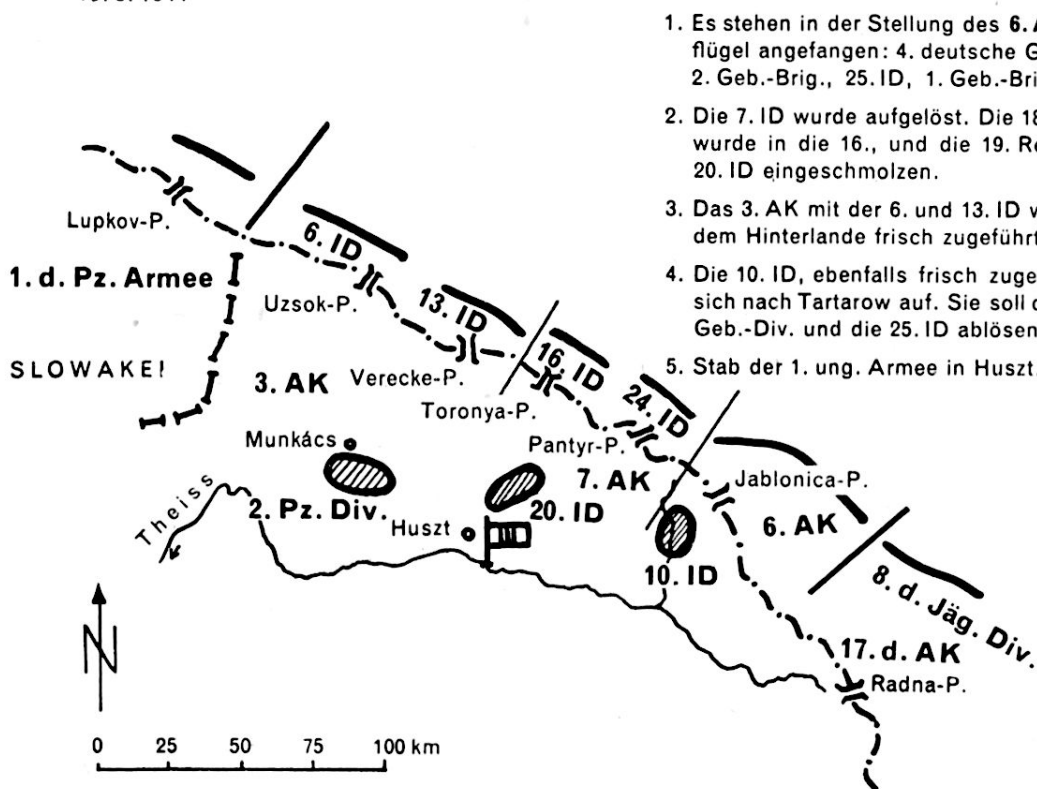 1. Es stehen in der Stellung des 6.
flügel angefangen: 4. deutsche
2. Geb.-Brig., 25. ID, 1.
2. Die 7. ID wurde aufgelöst. Die
wurde in die 16., und die 19.
20. ID eingeschmolzen.
3. Das 3. AK mit der 6. und 13. ID
dem Hinterlande frisch
4. Die 10. ID, ebenfalls frisch
sich nach Tartarow auf. Sie soll
Geb.-Div. und die 25. ID ablösen
5. Stab der 1. ung. Armee in Huszt.
Lupkov-P.
6. ID
1. d. Pz. Armee
Uzsok-P.
13. ID
SLOWAKEI
3. AK
Verecke-P.
16. ID
Toronya-P.
24. ID
Munkács
Pantyr-P.
Jablonica-P.
7. AK
Theiss
2. Pz. Div.
Huszt
20. ID
6. AK
10. ID
8. d. Jäg. Div.
N
17. d. AK
Radna-P.
0 25 50 75 100 km